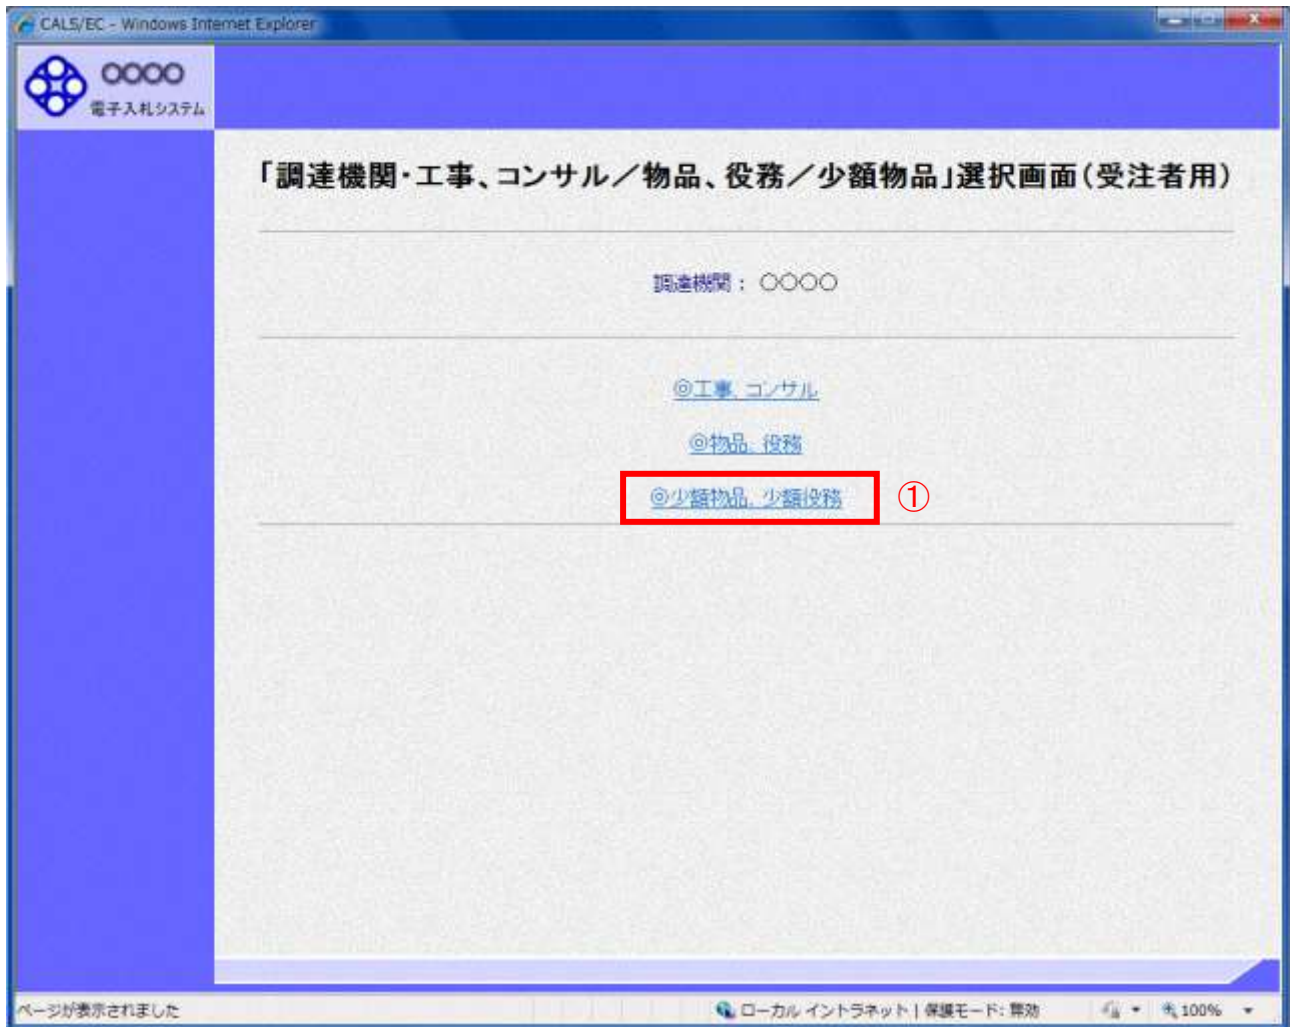 CALS/EC - Windows Internet Explorer
○○○○
電子入札システム
「調達機関・工事、コンサル／物品、役務／少額物品」選択画面（受注者用）
調達機関： ○○○○
◎工事、コンサル
◎物品、役務
◎少額物品、少額役務
①
ページが表示されました
ローカル イントラネット | 保護モード: 無効
100%